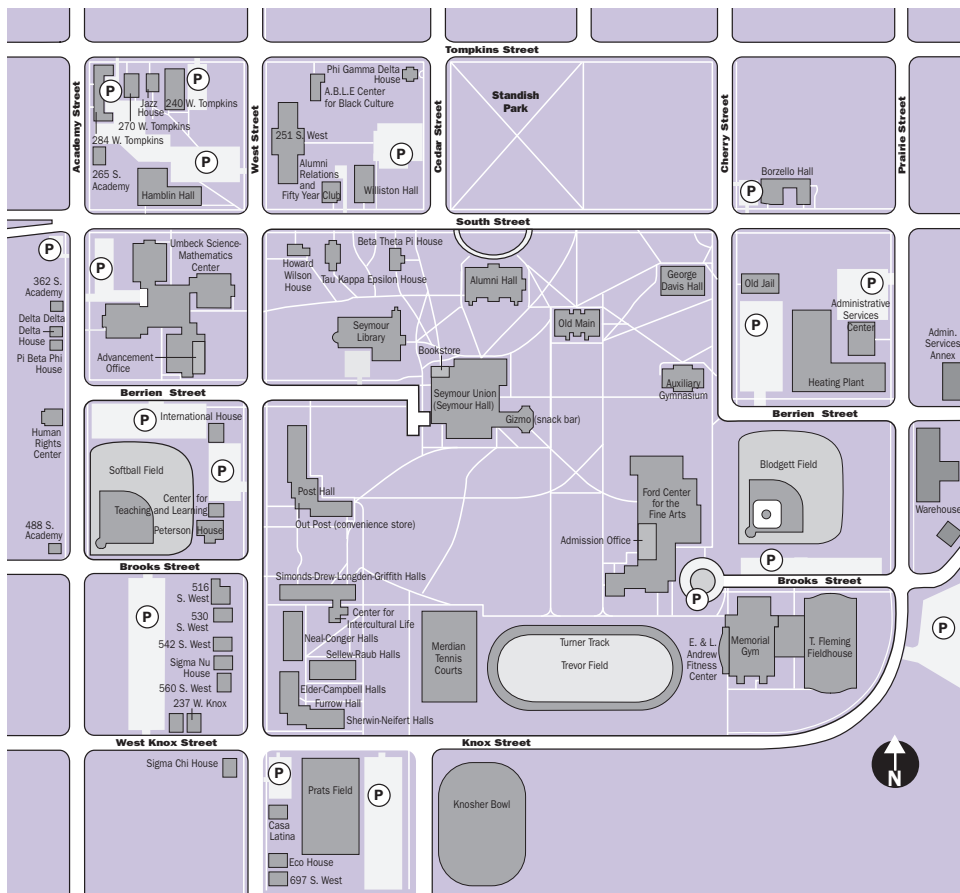 Tompkins Street
Academy Street
West Street
Cedar Street
Cherry Street
Prairie Street
P
P
Jazz
House
240 W. Tompkins
270 W. Tompkins
284 W. Tompkins
265 S.
Academy
P
Hamblin Hall
Phi Gamma Delta
House
A.B.L.E Center
for Black Culture
251 S. West
P
Alumni
Relations
and
Fifty Year Club
Williston Hall
Standish
Park
Borzello Hall
P
South Street
P
362 S.
Academy
Delta Delta
Delta
House
Pi Beta Phi
House
P
Umbeck Science-
Mathematics
Center
Advancement
Office
Howard
Wilson
House
Beta Theta Pi House
Tau Kappa Epsilon House
Alumni Hall
George
Davis Hall
Old Main
Seymour
Library
Bookstore
Seymour Union
(Seymour Hall)
Gizmo (snack bar)
Auxiliary
Gymnasium
Old Jail
P
P
Administrative
Services
Center
Heating Plant
Admin.
Services
Annex
Berrien Street
Berrien Street
Human
Rights
Center
488 S.
Academy
P
International House
Softball Field
P
Center for
Teaching and Learning
Peterson House
Post Hall
Out Post (convenience store)
Ford Center
for the
Fine Arts
Admission Office
Blodgett Field
P
Warehouse
Brooks Street
Brooks Street
P
516
S. West
530
S. West
542 S. West
Sigma Nu
House
560 S. West
237 W. Knox
Simonds-Drew-Longden-Griffith Halls
Center for
Intercultural Life
Neal-Conger Halls
Sellew-Raub Halls
Elder-Campbell Halls
Furrow Hall
Sherwin-Neifert Halls
Merdian
Tennis
Courts
Turner Track
Trevor Field
P
E. & L.
Andrew
Fitness
Center
Memorial
Gym
T. Fleming
Fieldhouse
P
West Knox Street
Knox Street
Sigma Chi House
P
Prats Field
P
Casa
Latina
Eco House
697 S. West
Knosher Bowl
N